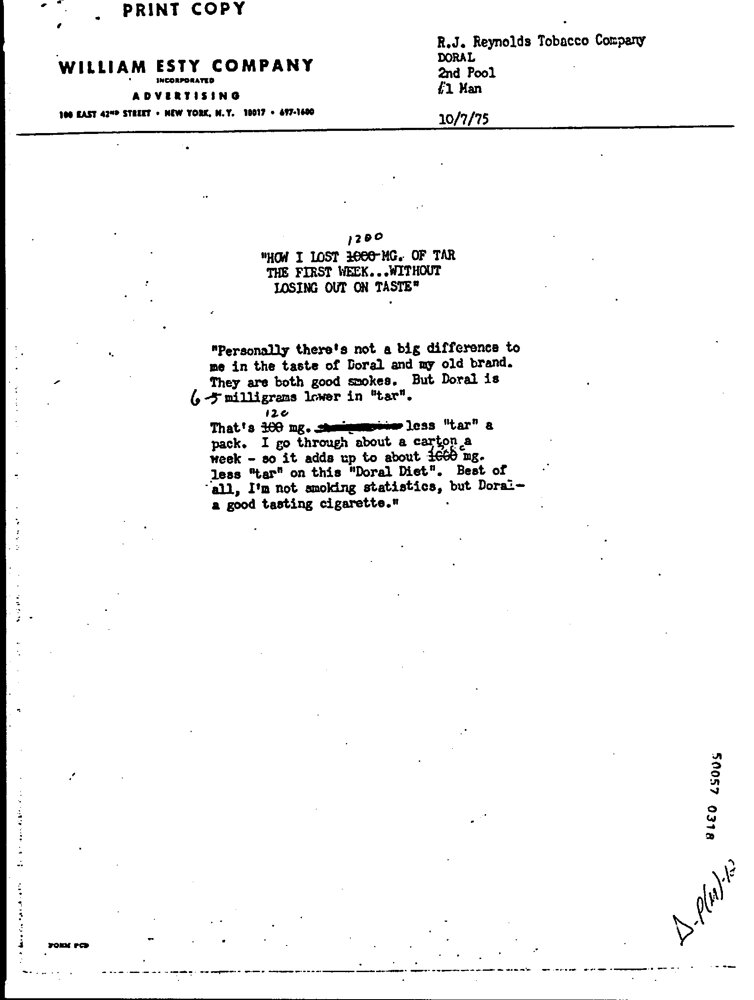 PRINT COPY
WILLIAM ESTY COMPANY
INCORPORATED
ADVERTISING
100 EAST 42ND STREET • NEW YORK, N.Y. 10017 • 697-1600
R.J. Reynolds Tobacco Company
DORAL
2nd Pool
£1 Man
10/7/75
1200
"HOW I LOST 1000 MG. OF TAR
THE FIRST WEEK...WITHOUT
LOSING OUT ON TASTE"
"Personally there's not a big difference to
me in the taste of Doral and my old brand.
They are both good smokes. But Doral is
6 5 milligrams lower in "tar".
120
That's 100 mg. less "tar" a
pack. I go through about a carton a
week - so it adds up to about 1000 mg.
less "tar" on this "Doral Diet". Best of
all, I'm not smoking statistics, but Doral-
a good tasting cigarette."
50057 0318
FORM PCD